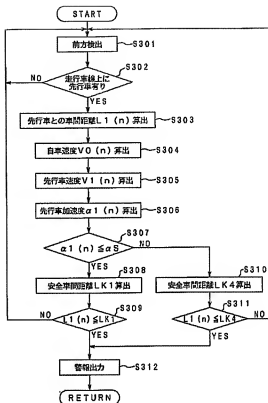 START
前方検出
S301
走行車線上に
先行車有り
S302
NO
YES
先行車との車間距離L1(n)算出
S303
自車速度V0(n)算出
S304
先行車速度V1(n)算出
S305
先行車加速度α1(n)算出
S306
α1(n)≦αS
S307
NO
YES
安全車間距離LK1算出
S308
安全車間距離LK4算出
S310
L1(n)≦LK1
S309
NO
YES
L1(n)≦LK4
S311
NO
YES
警報出力
S312
RETURN